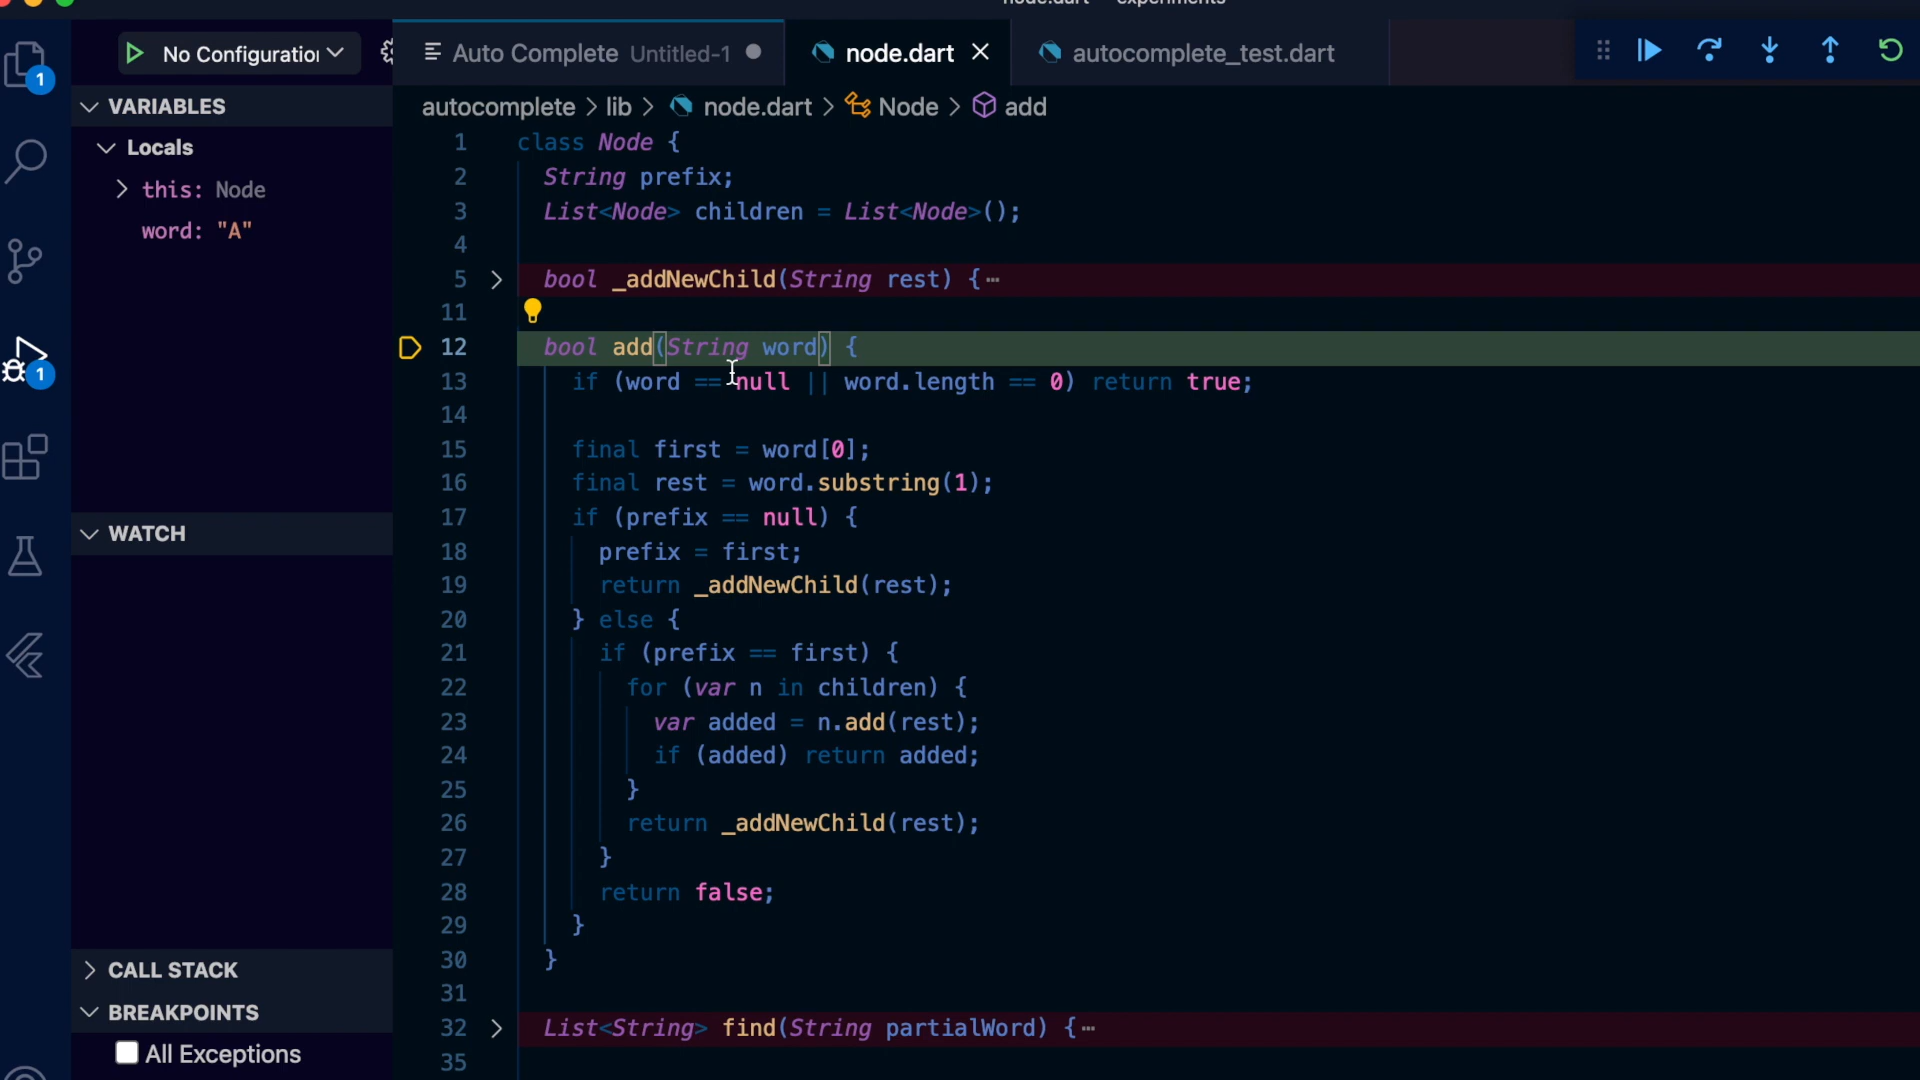 node.dart — experiments
No Configuration
Auto Complete Untitled-1
node.dart
autocomplete_test.dart
1
VARIABLES
autocomplete > lib > node.dart > Node > add
Locals
this: Node
word: "A"
1
WATCH
CALL STACK
BREAKPOINTS
All Exceptions
1 class Node {
2 String prefix;
3 List<Node> children = List<Node>();
4
5 bool _addNewChild(String rest) {⋯
11
12 bool add(String word) {
13 if (word == null || word.length == 0) return true;
14
15 final first = word[0];
16 final rest = word.substring(1);
17 if (prefix == null) {
18 prefix = first;
19 return _addNewChild(rest);
20 } else {
21 if (prefix == first) {
22 for (var n in children) {
23 var added = n.add(rest);
24 if (added) return added;
25 }
26 return _addNewChild(rest);
27 }
28 return false;
29 }
30 }
31
32 List<String> find(String partialWord) {⋯
35